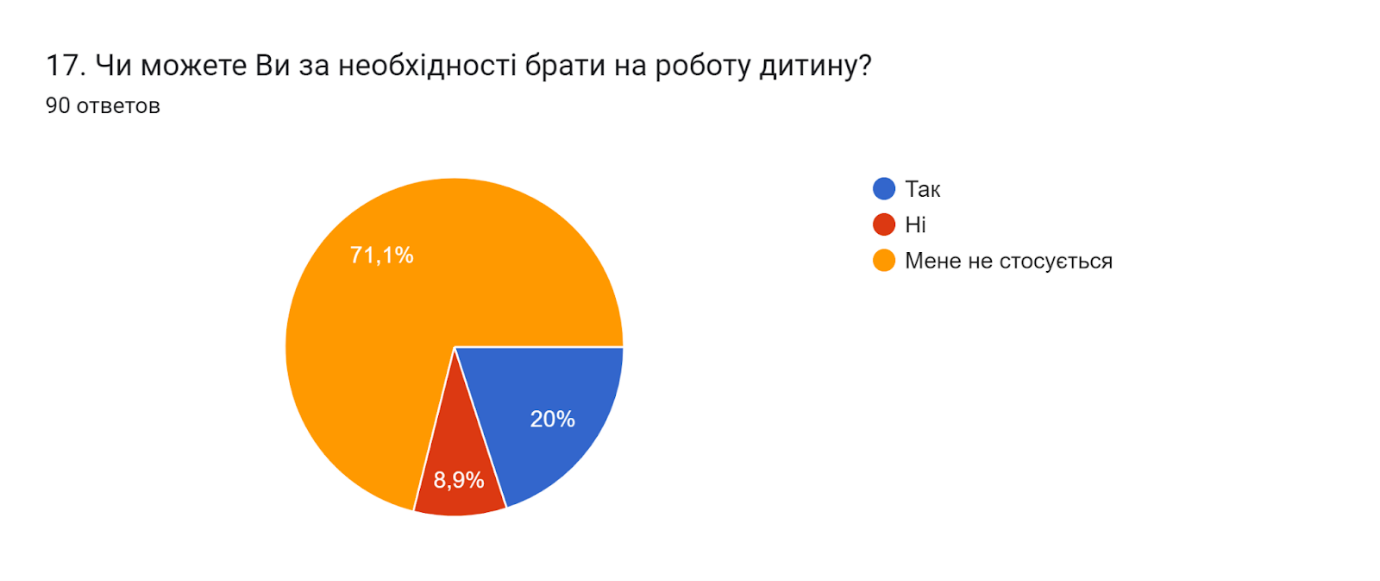 17. Чи можете Ви за необхідності брати на роботу дитину?
90 ответов
Так
Ні
Мене не стосується
71,1%
20%
8,9%